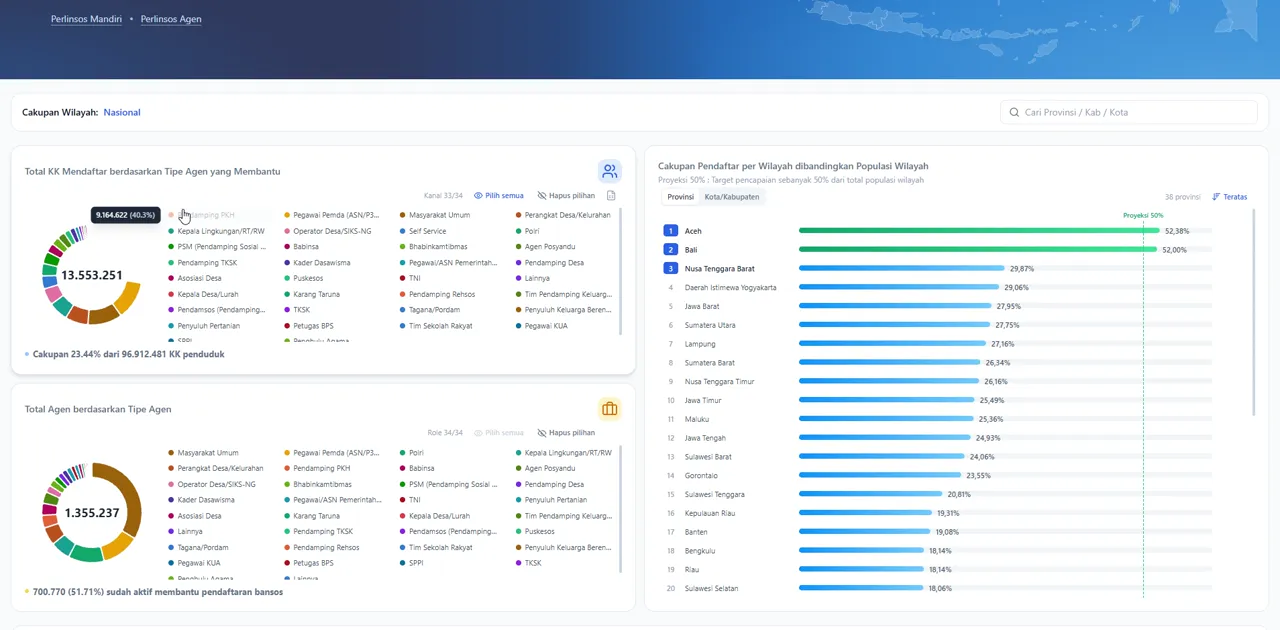 Perlinsos Mandiri • Perlinsos Agen
Cakupan Wilayah: Nasional
Cari Provinsi / Kab / Kota
Total KK Mendaftar berdasarkan Tipe Agen yang Membantu
Kanal 33/34 Pilih semua Hapus pilihan
9.164.622 (40.3%)
13.553.251
Pendamping PKH Pegawai Pemda (ASN/P3... Masyarakat Umum Perangkat Desa/Kelurahan
Kepala Lingkungan/RT/RW Operator Desa/SIKS-NG Self Service Polri
PSM (Pendamping Sosial ... Babinsa Bhabinkamtibmas Agen Posyandu
Pendamping TKSK Kader Dasawisma Pegawai/ASN Pemerintah... Pendamping Desa
Asosiasi Desa Puskesos TNI Lainnya
Kepala Desa/Lurah Karang Taruna Pendamping Rehsos Tim Pendamping Keluarg...
Pendamsos (Pendamping... TKSK Tagana/Pordam Penyuluh Keluarga Beren...
Penyuluh Pertanian Petugas BPS Tim Sekolah Rakyat Pegawai KUA
SPPI Penghulu Agama
Cakupan 23.44% dari 96.912.481 KK penduduk
Total Agen berdasarkan Tipe Agen
Role 34/34 Pilih semua Hapus pilihan
1.355.237
Masyarakat Umum Pegawai Pemda (ASN/P3... Polri Kepala Lingkungan/RT/RW
Perangkat Desa/Kelurahan Pendamping PKH Babinsa Agen Posyandu
Operator Desa/SIKS-NG Bhabinkamtibmas PSM (Pendamping Sosial ... Pendamping Desa
Kader Dasawisma Pegawai/ASN Pemerintah... TNI Penyuluh Pertanian
Asosiasi Desa Karang Taruna Kepala Desa/Lurah Tim Pendamping Keluarg...
Lainnya Pendamping TKSK Pendamsos (Pendamping... Puskesos
Tagana/Pordam Pendamping Rehsos Tim Sekolah Rakyat Penyuluh Keluarga Beren...
Pegawai KUA Petugas BPS SPPI TKSK
Penghulu Agama Lainnya
700.770 (51.71%) sudah aktif membantu pendaftaran bansos
Cakupan Pendaftar per Wilayah dibandingkan Populasi Wilayah
Proyeksi 50% : Target pencapaian sebanyak 50% dari total populasi wilayah
Provinsi Kota/Kabupaten 38 provinsi Teratas
Proyeksi 50%
1 Aceh 52,38%
2 Bali 52,00%
3 Nusa Tenggara Barat 29,87%
4 Daerah Istimewa Yogyakarta 29,06%
5 Jawa Barat 27,95%
6 Sumatera Utara 27,75%
7 Lampung 27,16%
8 Sumatera Barat 26,34%
9 Nusa Tenggara Timur 26,16%
10 Jawa Timur 25,49%
11 Maluku 25,36%
12 Jawa Tengah 24,93%
13 Sulawesi Barat 24,06%
14 Gorontalo 23,55%
15 Sulawesi Tenggara 20,81%
16 Kepulauan Riau 19,31%
17 Banten 19,08%
18 Bengkulu 18,14%
19 Riau 18,14%
20 Sulawesi Selatan 18,06%